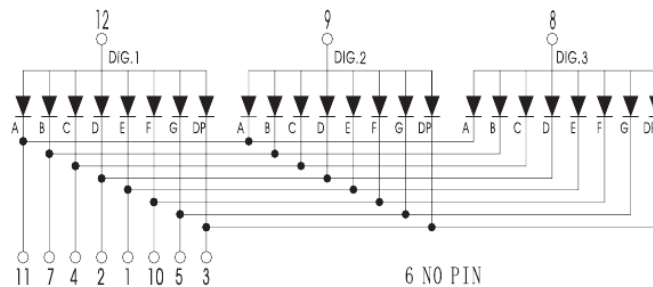 12 9 8
DIG.1 DIG.2 DIG.3
A B C D E F G DP A B C D E F G DP A B C D E F G DP
11 7 4 2 1 10 5 3 6 NO PIN